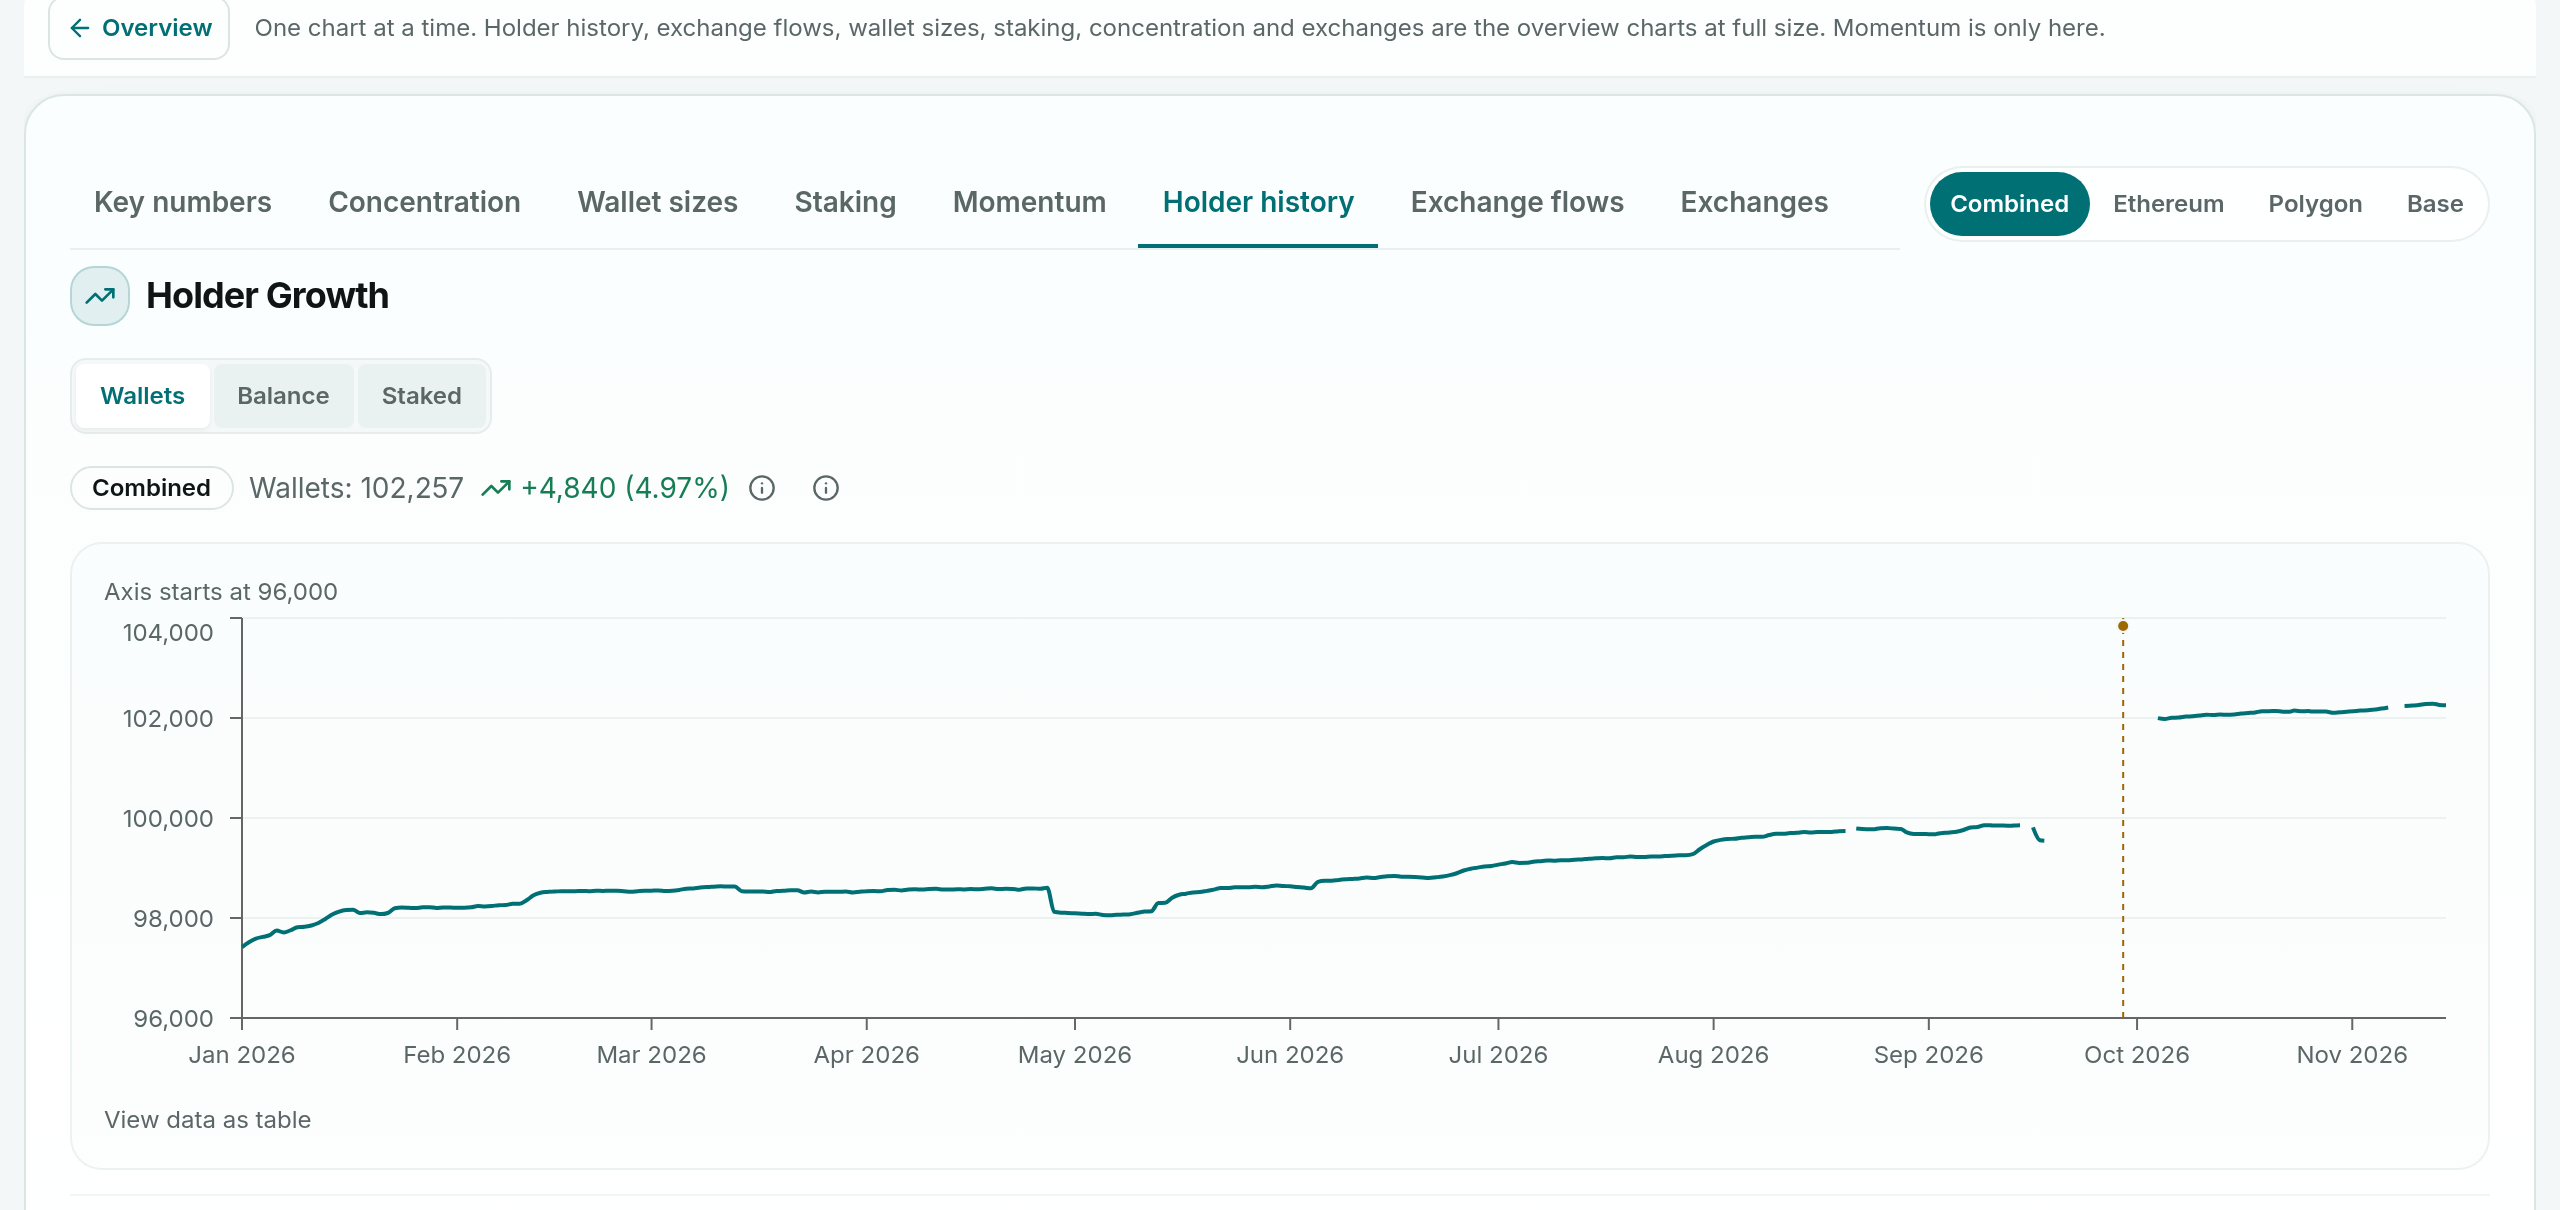 Overview
One chart at a time. Holder history, exchange flows, wallet sizes, staking, concentration and exchanges are the overview charts at full size. Momentum is only here.
Key numbers
Concentration
Wallet sizes
Staking
Momentum
Holder history
Exchange flows
Exchanges
Combined
Ethereum
Polygon
Base
Holder Growth
Wallets
Balance
Staked
Combined
Wallets: 102,257
+4,840 (4.97%)
Axis starts at 96,000
104,000
102,000
100,000
98,000
96,000
Jan 2026
Feb 2026
Mar 2026
Apr 2026
May 2026
Jun 2026
Jul 2026
Aug 2026
Sep 2026
Oct 2026
Nov 2026
View data as table